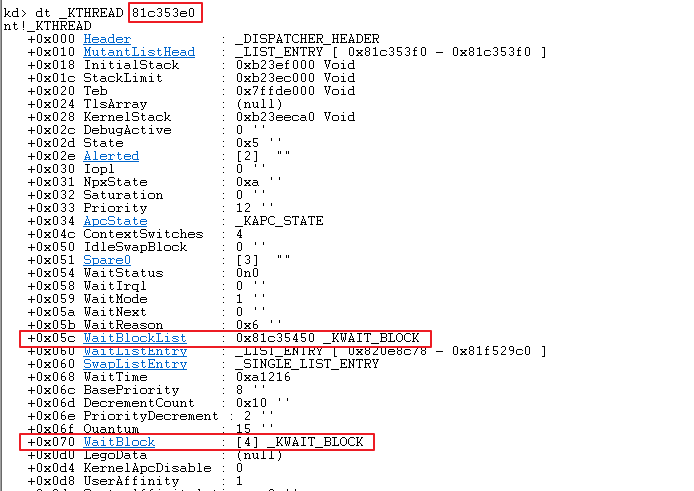 kd> dt _KTHREAD 81c353e0
nt!_KTHREAD
+0x000 Header : _DISPATCHER_HEADER
+0x010 MutantListHead : _LIST_ENTRY [ 0x81c353f0 - 0x81c353f0 ]
+0x018 InitialStack : 0xb23ef000 Void
+0x01c StackLimit : 0xb23ec000 Void
+0x020 Teb : 0x7ffde000 Void
+0x024 TlsArray : (null)
+0x028 KernelStack : 0xb23eeca0 Void
+0x02c DebugActive : 0 ''
+0x02d State : 0x5 ''
+0x02e Alerted : [2] ""
+0x030 Iopl : 0 ''
+0x031 NpxState : 0xa ''
+0x032 Saturation : 0 ''
+0x033 Priority : 12 ''
+0x034 ApcState : _KAPC_STATE
+0x04c ContextSwitches : 4
+0x050 IdleSwapBlock : 0 ''
+0x051 Spare0 : [3] ""
+0x054 WaitStatus : 0n0
+0x058 WaitIrql : 0 ''
+0x059 WaitMode : 1 ''
+0x05a WaitNext : 0 ''
+0x05b WaitReason : 0x6 ''
+0x05c WaitBlockList : 0x81c35450 _KWAIT_BLOCK
+0x060 WaitListEntry : _LIST_ENTRY [ 0x820e8c78 - 0x81f529c0 ]
+0x060 SwapListEntry : _SINGLE_LIST_ENTRY
+0x068 WaitTime : 0xa1216
+0x06c BasePriority : 8 ''
+0x06d DecrementCount : 0x10 ''
+0x06e PriorityDecrement : 2 ''
+0x06f Quantum : 15 ''
+0x070 WaitBlock : [4] _KWAIT_BLOCK
+0x0d0 LegoData : (null)
+0x0d4 KernelApcDisable : 0
+0x0d8 UserAffinity : 1